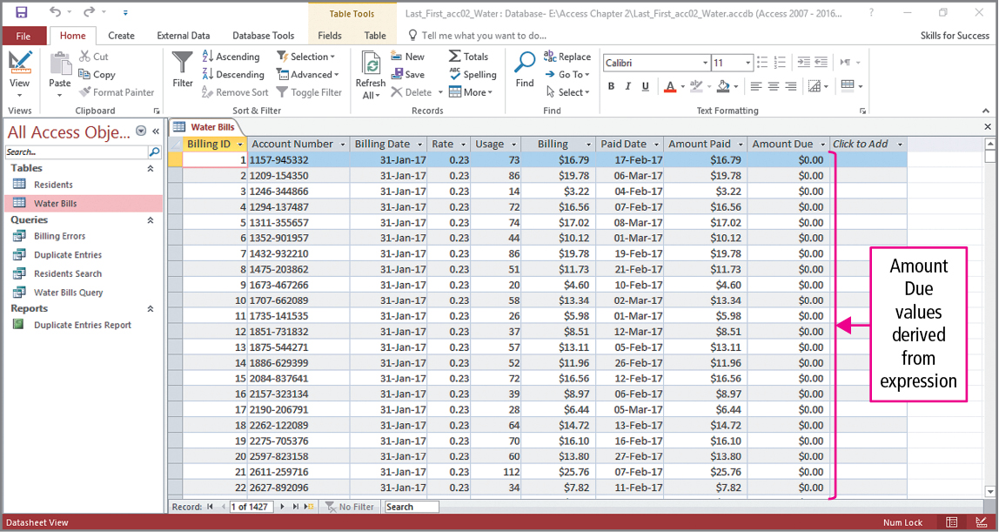 Table Tools
Last_First_acc02_Water : Database- E:\Access Chapter 2\Last_First_acc02_Water.accdb (Access 2007 - 2016...
?
File Home Create External Data Database Tools Fields Table Tell me what you want to do... Skills for Success
View
Paste
Cut
Copy
Format Painter
Filter
Ascending
Descending
Remove Sort
Selection
Advanced
Toggle Filter
Refresh
All
New
Save
Delete
Totals
Spelling
More
Find
Replace
Go To
Select
Calibri 11
B I U A
Views Clipboard Sort & Filter Records Find Text Formatting
All Access Obje...
Search...
Tables
Residents
Water Bills
Queries
Billing Errors
Duplicate Entries
Residents Search
Water Bills Query
Reports
Duplicate Entries Report
Water Bills
Billing ID Account Number Billing Date Rate Usage Billing Paid Date Amount Paid Amount Due Click to Add
1 1157-945332 31-Jan-17 0.23 73 $16.79 17-Feb-17 $16.79 $0.00
2 1209-154350 31-Jan-17 0.23 86 $19.78 06-Mar-17 $19.78 $0.00
3 1246-344866 31-Jan-17 0.23 14 $3.22 04-Feb-17 $3.22 $0.00
4 1294-137487 31-Jan-17 0.23 72 $16.56 07-Feb-17 $16.56 $0.00
5 1311-355657 31-Jan-17 0.23 74 $17.02 08-Mar-17 $17.02 $0.00
6 1352-901957 31-Jan-17 0.23 44 $10.12 01-Mar-17 $10.12 $0.00
7 1432-932210 31-Jan-17 0.23 86 $19.78 19-Feb-17 $19.78 $0.00
8 1475-203862 31-Jan-17 0.23 51 $11.73 21-Feb-17 $11.73 $0.00
9 1673-467266 31-Jan-17 0.23 20 $4.60 10-Feb-17 $4.60 $0.00
10 1707-662089 31-Jan-17 0.23 58 $13.34 02-Mar-17 $13.34 $0.00
11 1735-141535 31-Jan-17 0.23 26 $5.98 01-Mar-17 $5.98 $0.00
12 1851-731832 31-Jan-17 0.23 37 $8.51 12-Mar-17 $8.51 $0.00
13 1875-544271 31-Jan-17 0.23 57 $13.11 05-Feb-17 $13.11 $0.00
14 1886-629399 31-Jan-17 0.23 52 $11.96 26-Feb-17 $11.96 $0.00
15 2084-837641 31-Jan-17 0.23 72 $16.56 12-Feb-17 $16.56 $0.00
16 2157-323134 31-Jan-17 0.23 39 $8.97 06-Feb-17 $8.97 $0.00
17 2190-206791 31-Jan-17 0.23 28 $6.44 05-Mar-17 $6.44 $0.00
18 2262-122089 31-Jan-17 0.23 64 $14.72 13-Feb-17 $14.72 $0.00
19 2275-705376 31-Jan-17 0.23 70 $16.10 16-Feb-17 $16.10 $0.00
20 2597-823158 31-Jan-17 0.23 60 $13.80 27-Feb-17 $13.80 $0.00
21 2611-259716 31-Jan-17 0.23 112 $25.76 07-Feb-17 $25.76 $0.00
22 2627-892096 31-Jan-17 0.23 34 $7.82 11-Feb-17 $7.82 $0.00
Amount
Due
values
derived
from
expression
Record: 1 of 1427 No Filter Search
Datasheet View Num Lock